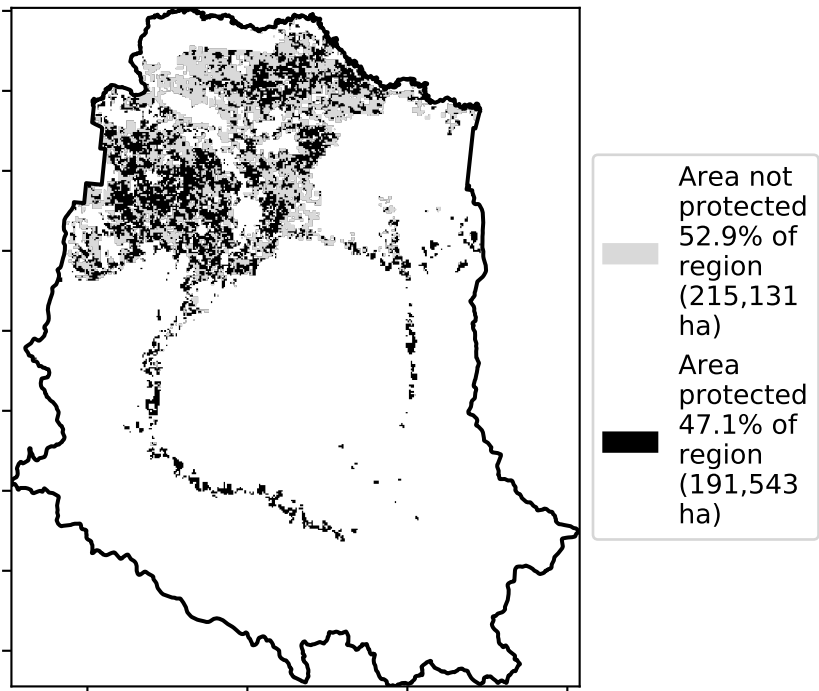 Area not
protected
52.9% of
region
(215,131
ha)
Area
protected
47.1% of
region
(191,543
ha)